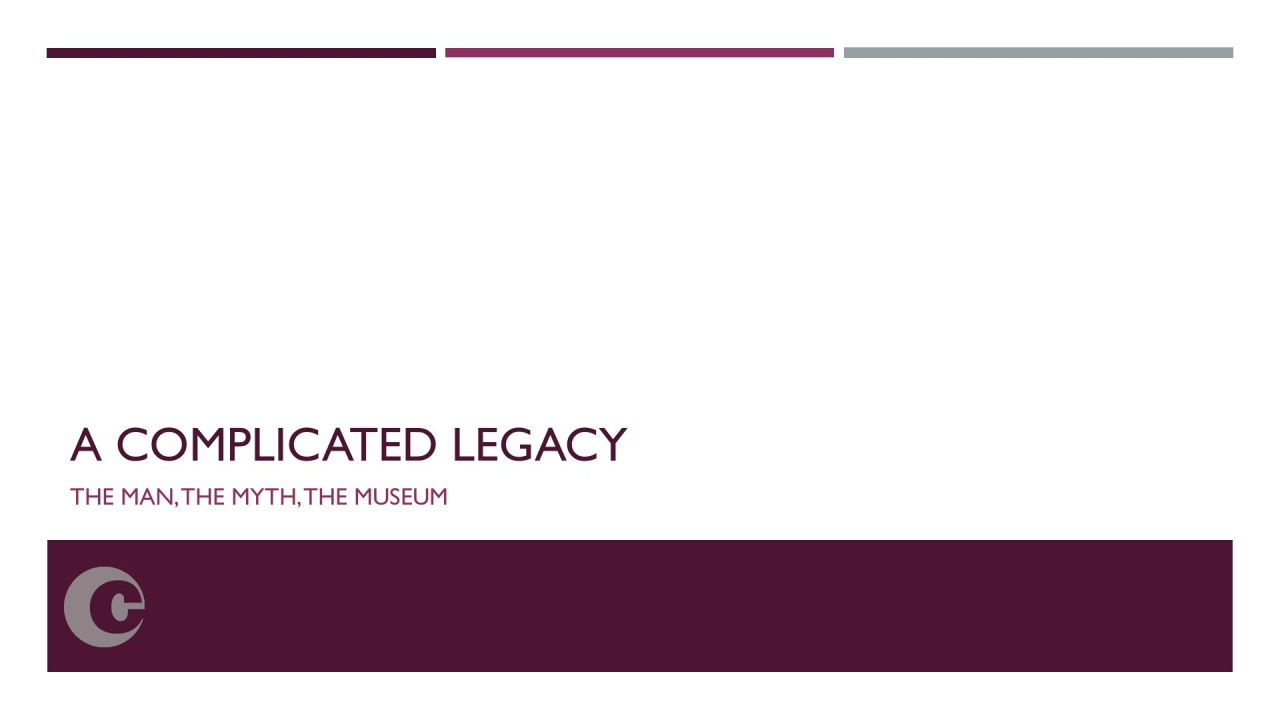 A COMPLICATED LEGACY
THE MAN, THE MYTH, THE MUSEUM
C